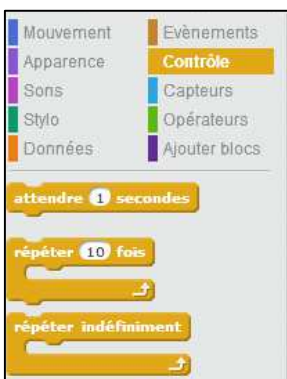 Mouvement Evènements
Apparence Contrôle
Sons Capteurs
Stylo Opérateurs
Données Ajouter blocs
attendre 1 secondes
répéter 10 fois
répéter indéfiniment